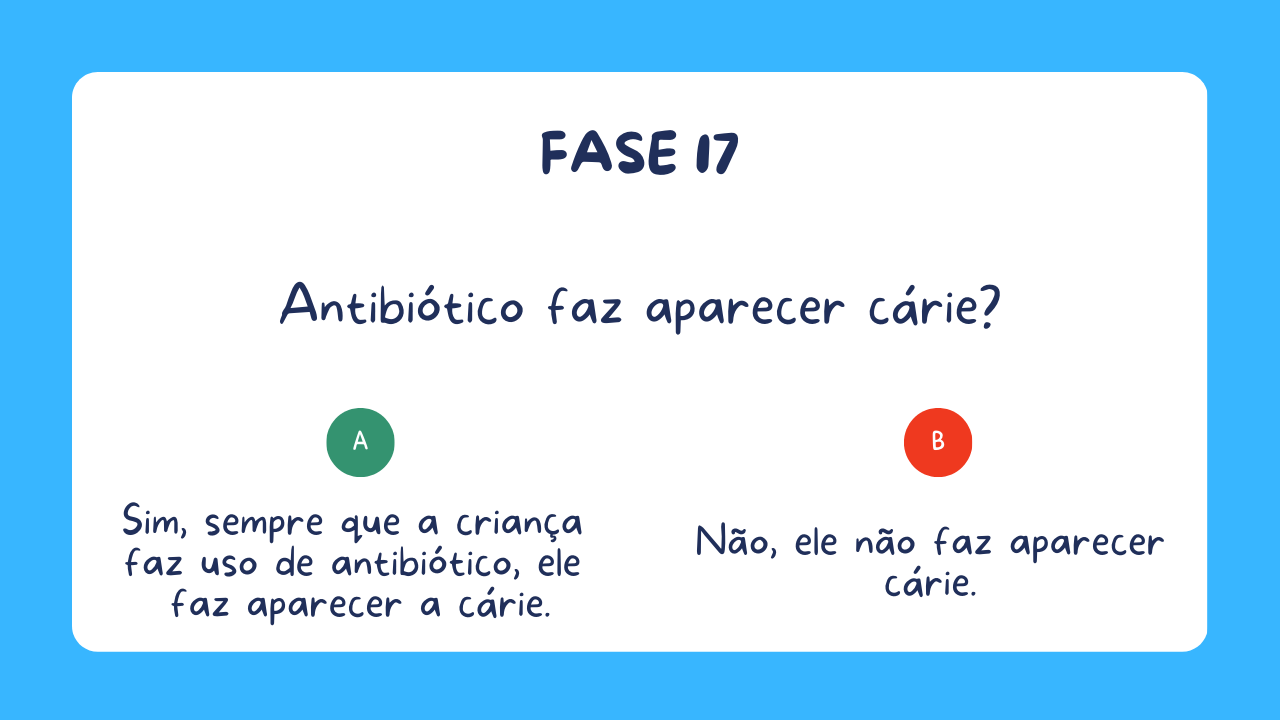 FASE 17
Antibiótico faz aparecer cárie?
A
Sim, sempre que a criança
faz uso de antibiótico, ele
faz aparecer a cárie.
B
Não, ele não faz aparecer
cárie.